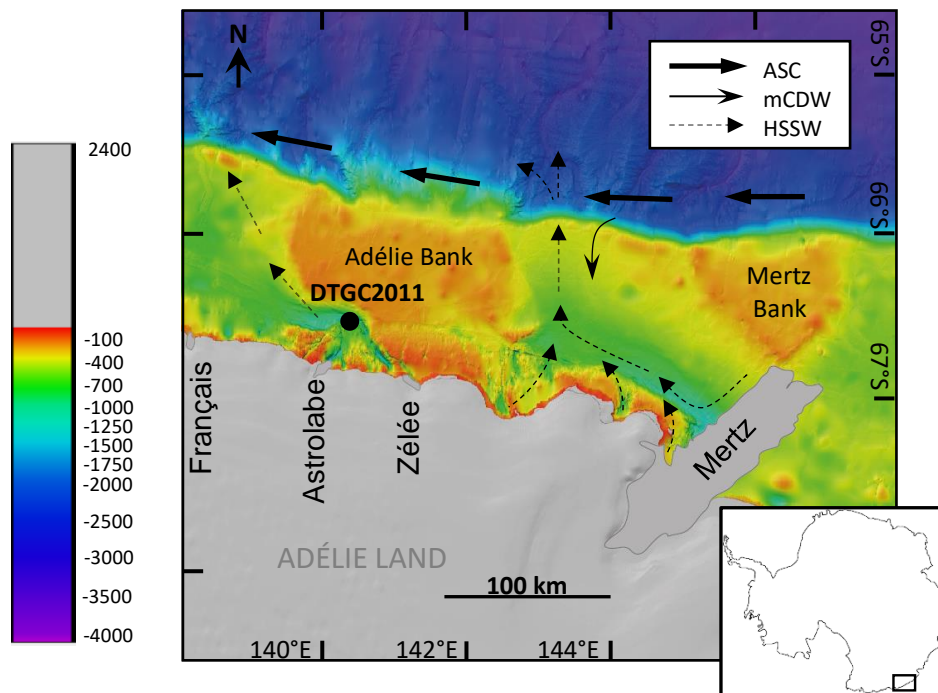 N
ASC
mCDW
HSSW
65°S
66°S
67°S
2400
-100
-200
-400
-700
-1000
-1250
-1500
-1750
-2000
-2500
-3000
-3500
-4000
Adélie Bank
DTGC2011
Mertz
Bank
Français
Astrolabe
Zélée
Mertz
ADÉLIE LAND
100 km
140°E
142°E
144°E